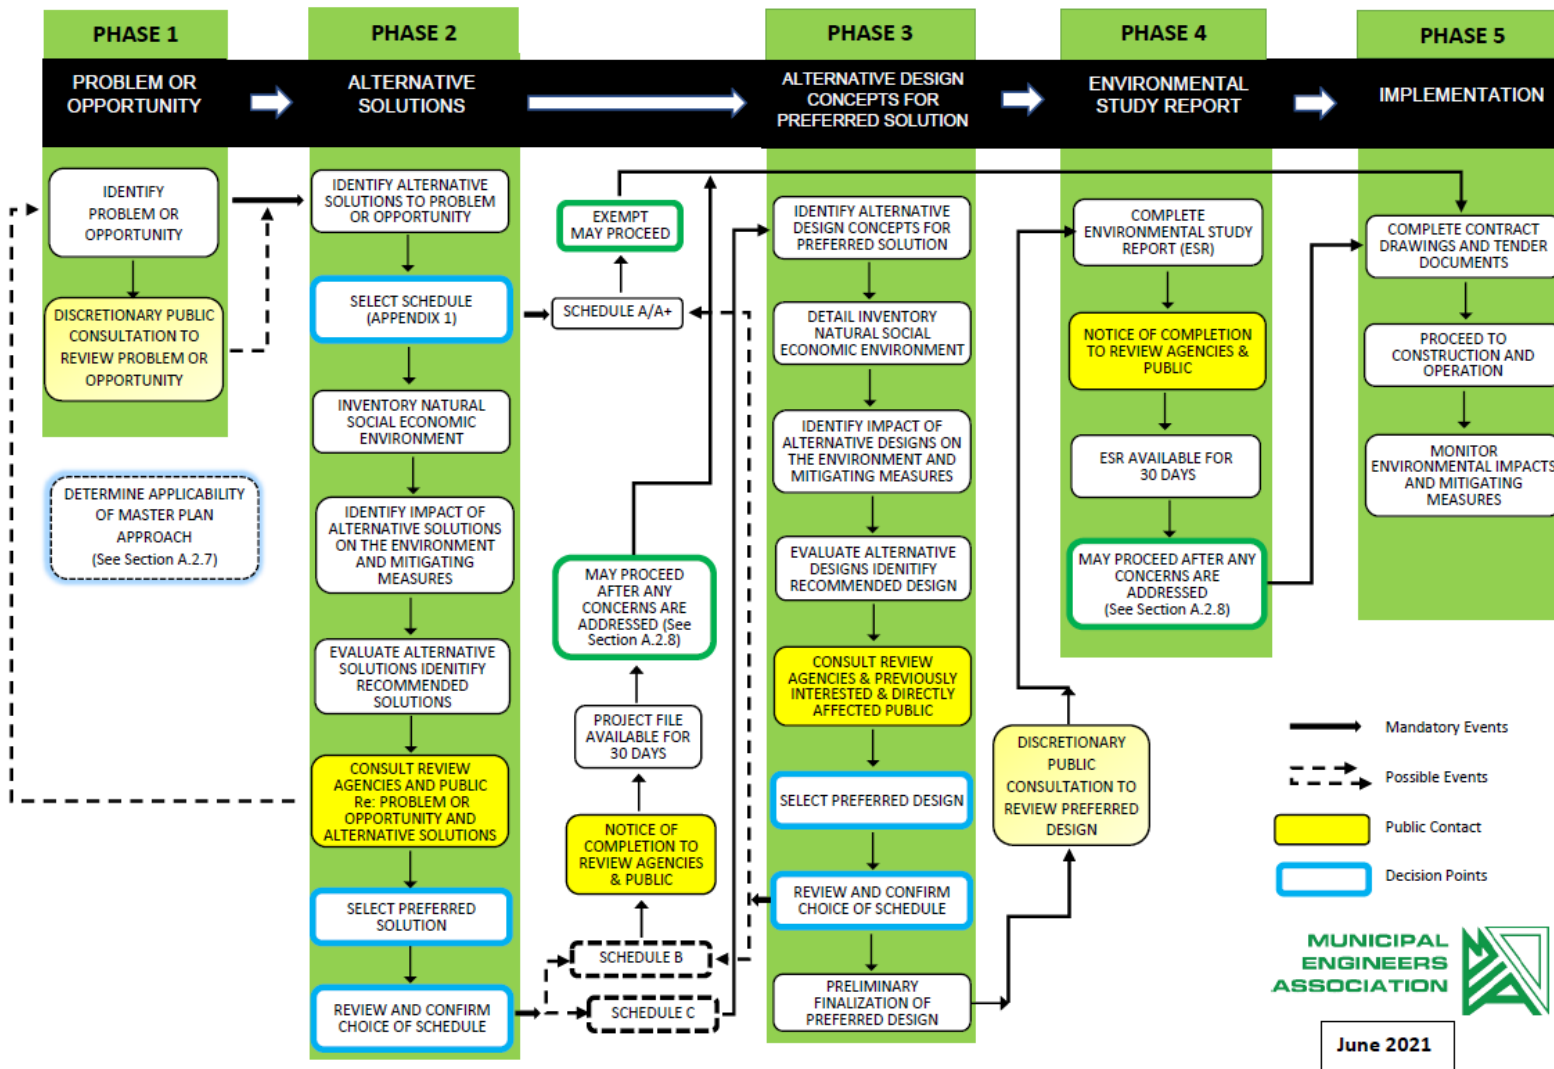 PHASE 1
PHASE 2
PHASE 3
PHASE 4
PHASE 5
PROBLEM OR
OPPORTUNITY
ALTERNATIVE
SOLUTIONS
ALTERNATIVE DESIGN
CONCEPTS FOR
PREFERRED SOLUTION
ENVIRONMENTAL
STUDY REPORT
IMPLEMENTATION
IDENTIFY
PROBLEM OR
OPPORTUNITY
DISCRETIONARY PUBLIC
CONSULTATION TO
REVIEW PROBLEM OR
OPPORTUNITY
DETERMINE APPLICABILITY
OF MASTER PLAN
APPROACH
(See Section A.2.7)
IDENTIFY ALTERNATIVE
SOLUTIONS TO PROBLEM
OR OPPORTUNITY
SELECT SCHEDULE
(APPENDIX 1)
INVENTORY NATURAL
SOCIAL ECONOMIC
ENVIRONMENT
IDENTIFY IMPACT OF
ALTERNATIVE SOLUTIONS
ON THE ENVIRONMENT
AND MITIGATING
MEASURES
EVALUATE ALTERNATIVE
SOLUTIONS IDENITIFY
RECOMMENDED
SOLUTIONS
CONSULT REVIEW
AGENCIES AND PUBLIC
Re: PROBLEM OR
OPPORTUNITY AND
ALTERNATIVE SOLUTIONS
SELECT PREFERRED
SOLUTION
REVIEW AND CONFIRM
CHOICE OF SCHEDULE
EXEMPT
MAY PROCEED
SCHEDULE A/A+
MAY PROCEED
AFTER ANY
CONCERNS ARE
ADDRESSED (See
Section A.2.8)
PROJECT FILE
AVAILABLE FOR
30 DAYS
NOTICE OF
COMPLETION TO
REVIEW AGENCIES
& PUBLIC
SCHEDULE B
SCHEDULE C
IDENTIFY ALTERNATIVE
DESIGN CONCEPTS FOR
PREFERRED SOLUTION
DETAIL INVENTORY
NATURAL SOCIAL
ECONOMIC ENVIRONMENT
IDENTIFY IMPACT OF
ALTERNATIVE DESIGNS ON
THE ENVIRONMENT AND
MITIGATING MEASURES
EVALUATE ALTERNATIVE
DESIGNS IDENITIFY
RECOMMENDED DESIGN
CONSULT REVIEW
AGENCIES & PREVIOUSLY
INTERESTED & DIRECTLY
AFFECTED PUBLIC
SELECT PREFERRED DESIGN
REVIEW AND CONFIRM
CHOICE OF SCHEDULE
PRELIMINARY
FINALIZATION OF
PREFERRED DESIGN
DISCRETIONARY
PUBLIC
CONSULTATION TO
REVIEW PREFERRED
DESIGN
COMPLETE
ENVIRONMENTAL STUDY
REPORT (ESR)
NOTICE OF COMPLETION
TO REVIEW AGENCIES &
PUBLIC
ESR AVAILABLE FOR
30 DAYS
MAY PROCEED AFTER ANY
CONCERNS ARE
ADDRESSED
(See Section A.2.8)
COMPLETE CONTRACT
DRAWINGS AND TENDER
DOCUMENTS
PROCEED TO
CONSTRUCTION AND
OPERATION
MONITOR
ENVIRONMENTAL IMPACTS
AND MITIGATING
MEASURES
Mandatory Events
Possible Events
Public Contact
Decision Points
MUNICIPAL
ENGINEERS
ASSOCIATION
MEA
June 2021